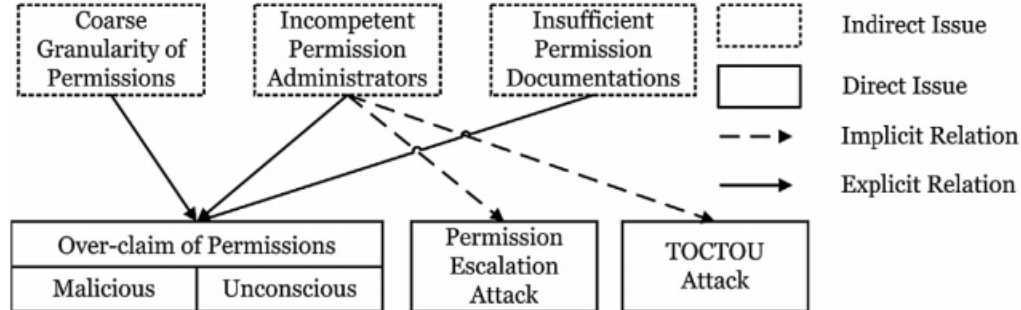 Coarse
Granularity of
Permissions
Incompetent
Permission
Administrators
Insufficient
Permission
Documentations
Indirect Issue
Direct Issue
Implicit Relation
Explicit Relation
Over-claim of Permissions
Malicious
Unconscious
Permission
Escalation
Attack
TOCTOU
Attack